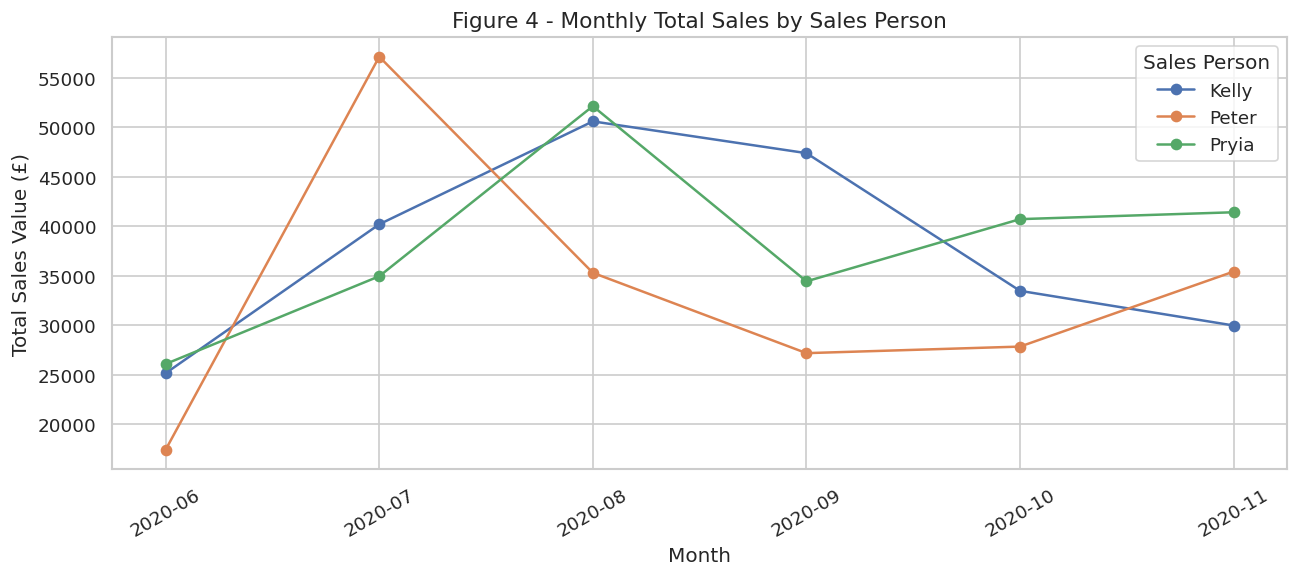 Figure 4 - Monthly Total Sales by Sales Person
Sales Person
Kelly
Peter
Pryia
Total Sales Value (£)
55000
50000
45000
40000
35000
30000
25000
20000
2020-06
2020-07
2020-08
2020-09
2020-10
2020-11
Month